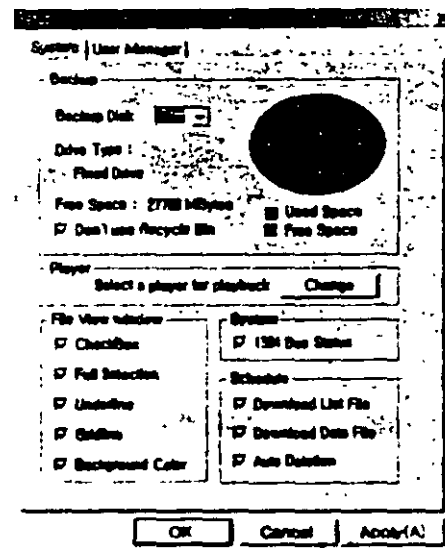 System | User Manager
Backup
Backup Disk
Drive Type :
Fixed Drive
Free Space : MBytes
Used Space
Free Space
Don't use Recycle Bin
Player
Select a player for playback Change
File View window
CheckBox
Full Selection
Underline
Gridline
Background Color
System
1394 Bus Status
Schedule
Download List File
Download Data File
Auto Deletion
OK Cancel Apply(A)